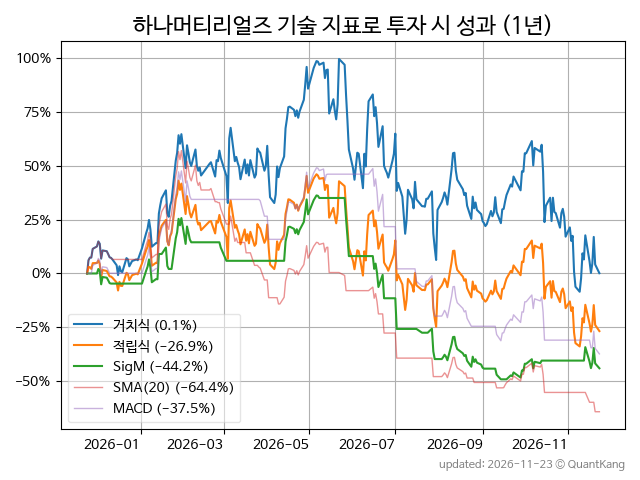 하나머티리얼즈 기술 지표로 투자 시 성과 (1년)
100%
75%
50%
25%
0%
−25%
−50%
거치식 (0.1%)
적립식 (−26.9%)
SigM (−44.2%)
SMA(20) (−64.4%)
MACD (−37.5%)
2026−01 2026−03 2026−05 2026−07 2026−09 2026−11
updated: 2026−11−23 © QuantKang